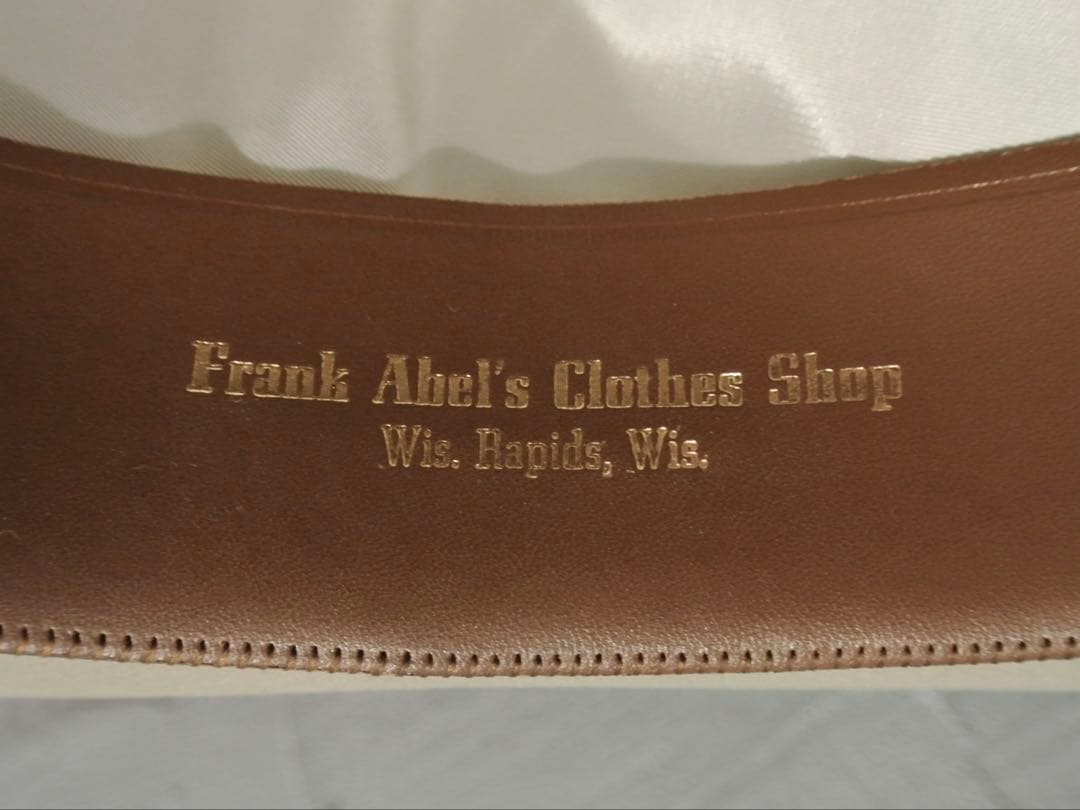 Frank Abel's Clothes Shop
Wis. Rapids, Wis.